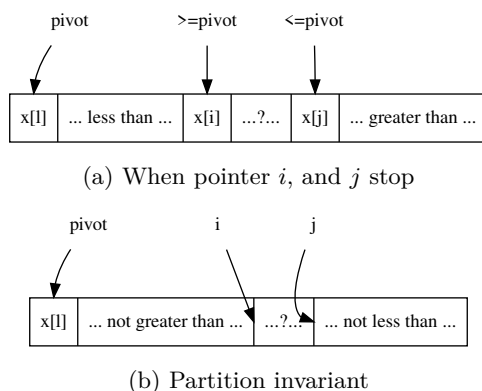 pivot >=pivot <=pivot
x[l] ... less than ... x[i] ...?... x[j] ... greater than ...
(a) When pointer i, and j stop
pivot i j
x[l] ... not greater than ... ...?... ... not less than ...
(b) Partition invariant